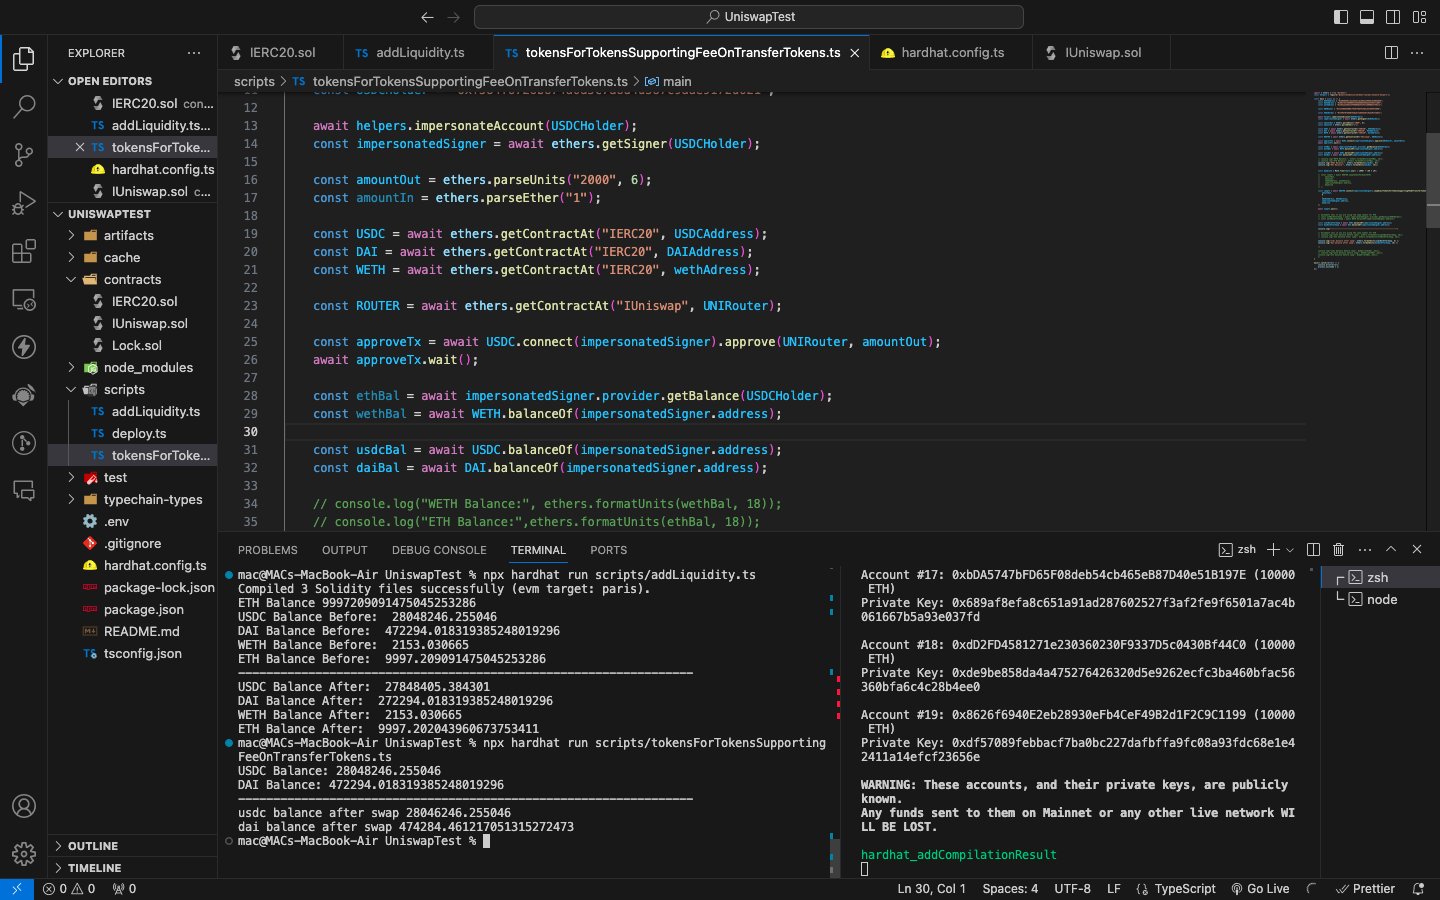 UniswapTest
EXPLORER
OPEN EDITORS
IERC20.sol con...
TS addLiquidity.ts...
TS tokensForToke...
hardhat.config.ts
IUniswap.sol c...
UNISWAPTEST
artifacts
cache
contracts
IERC20.sol
IUniswap.sol
Lock.sol
node_modules
scripts
TS addLiquidity.ts
TS deploy.ts
TS tokensForToke...
test
typechain-types
.env
.gitignore
hardhat.config.ts
package-lock.json
package.json
README.md
tsconfig.json
OUTLINE
TIMELINE
IERC20.sol
TS addLiquidity.ts
TS tokensForTokensSupportingFeeOnTransferTokens.ts
hardhat.config.ts
IUniswap.sol
scripts > TS tokensForTokensSupportingFeeOnTransferTokens.ts > main
12
13 await helpers.impersonateAccount(USDCHolder);
14 const impersonatedSigner = await ethers.getSigner(USDCHolder);
15
16 const amountOut = ethers.parseUnits("2000", 6);
17 const amountIn = ethers.parseEther("1");
18
19 const USDC = await ethers.getContractAt("IERC20", USDCAddress);
20 const DAI = await ethers.getContractAt("IERC20", DAIAddress);
21 const WETH = await ethers.getContractAt("IERC20", wethAdress);
22
23 const ROUTER = await ethers.getContractAt("IUniswap", UNIRouter);
24
25 const approveTx = await USDC.connect(impersonatedSigner).approve(UNIRouter, amountOut);
26 await approveTx.wait();
27
28 const ethBal = await impersonatedSigner.provider.getBalance(USDCHolder);
29 const wethBal = await WETH.balanceOf(impersonatedSigner.address);
30
31 const usdcBal = await USDC.balanceOf(impersonatedSigner.address);
32 const daiBal = await DAI.balanceOf(impersonatedSigner.address);
33
34 // console.log("WETH Balance:", ethers.formatUnits(wethBal, 18));
35 // console.log("ETH Balance:",ethers.formatUnits(ethBal, 18));
PROBLEMS OUTPUT DEBUG CONSOLE TERMINAL PORTS
zsh
mac@MACs-MacBook-Air UniswapTest % npx hardhat run scripts/addLiquidity.ts
Compiled 3 Solidity files successfully (evm target: paris).
ETH Balance 9997209091475045253286
USDC Balance Before: 28048246.255046
DAI Balance Before: 472294.018319385248019296
WETH Balance Before: 2153.030665
ETH Balance Before: 9997.209091475045253286
USDC Balance After: 27848405.384301
DAI Balance After: 272294.018319385248019296
WETH Balance After: 2153.030665
ETH Balance After: 9997.202043960673753411
mac@MACs-MacBook-Air UniswapTest % npx hardhat run scripts/tokensForTokensSupporting
FeeOnTransferTokens.ts
USDC Balance: 28048246.255046
DAI Balance: 472294.018319385248019296
usdc balance after swap 28046246.255046
dai balance after swap 474284.461217051315272473
mac@MACs-MacBook-Air UniswapTest %
Account #17: 0xbDA5747bFD65F08deb54cb465eB87D40e51B197E (10000
ETH)
Private Key: 0x689af8efa8c651a91ad287602527f3af2fe9f6501a7ac4b
061667b5a93e037fd
Account #18: 0xdD2FD4581271e230360230F9337D5c0430Bf44C0 (10000
ETH)
Private Key: 0xde9be858da4a475276426320d5e9262ecfc3ba460bfac56
360bfa6c4c28b4ee0
Account #19: 0x8626f6940E2eb28930eFb4CeF49B2d1F2C9C1199 (10000
ETH)
Private Key: 0xdf57089febbacf7ba0bc227dafbffa9fc08a93fdc68e1e4
2411a14efcf23656e
WARNING: These accounts, and their private keys, are publicly
known.
Any funds sent to them on Mainnet or any other live network WI
LL BE LOST.
hardhat_addCompilationResult
zsh
node
0 0 0
Ln 30, Col 1 Spaces: 4 UTF-8 LF TypeScript Go Live Prettier